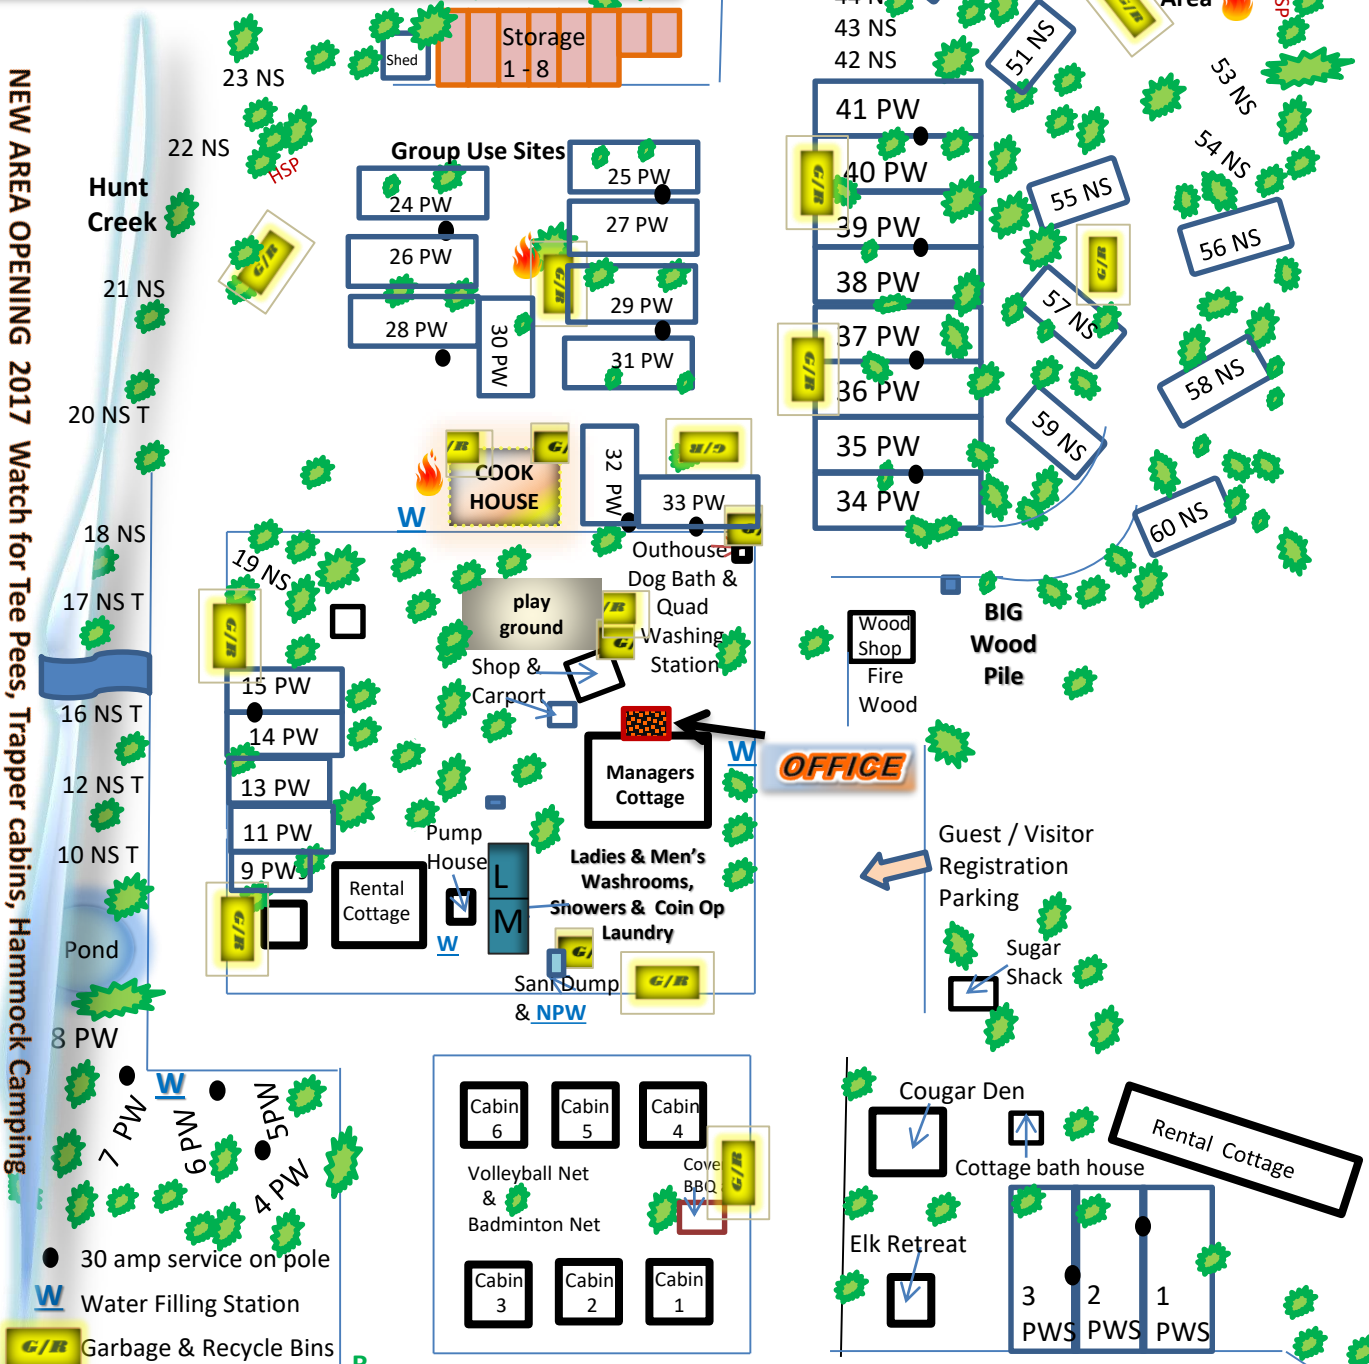 NEW AREA OPENING 2017 Watch for Tee Pees, Trapper cabins, Hammock Camping
Storage
1 - 8
Shed
23 NS
22 NS
HSP
Hunt
Creek
21 NS
20 NS T
18 NS
17 NS T
16 NS T
12 NS T
10 NS T
Pond
8 PW
Group Use Sites
24 PW
25 PW
26 PW
27 PW
28 PW
29 PW
30 PW
31 PW
G/R
G/R
43 NS
42 NS
41 PW
40 PW
39 PW
38 PW
37 PW
36 PW
35 PW
34 PW
G/R
G/R
Area
G/R
51 NS
53 NS
54 NS
55 NS
56 NS
57 NS
58 NS
59 NS
60 NS
G/R
/R
G/
COOK
HOUSE
W
32 PW
33 PW
G/R
G/
Outhouse
Dog Bath &
Quad
Washing
Station
19 NS
G/R
play
ground
/R
G/
Shop &
Carport
15 PW
14 PW
13 PW
11 PW
9 PWS
G/R
Rental
Cottage
Pump
House
W
L
M
Managers
Cottage
W
OFFICE
Ladies & Men's
Washrooms,
Showers & Coin Op
Laundry
G/
G/R
Sani Dump
& NPW
Wood
Shop
Fire
Wood
BIG
Wood
Pile
Guest / Visitor
Registration
Parking
Sugar
Shack
7 PW
W
6 PW
5PW
4 PW
30 amp service on pole
W Water Filling Station
G/R Garbage & Recycle Bins
Cabin
6
Cabin
5
Cabin
4
Volleyball Net
&
Badminton Net
Cove
BBQ
G/R
Cabin
3
Cabin
2
Cabin
1
Cougar Den
Cottage bath house
Rental Cottage
Elk Retreat
3
PWS
2
PWS
1
PWS